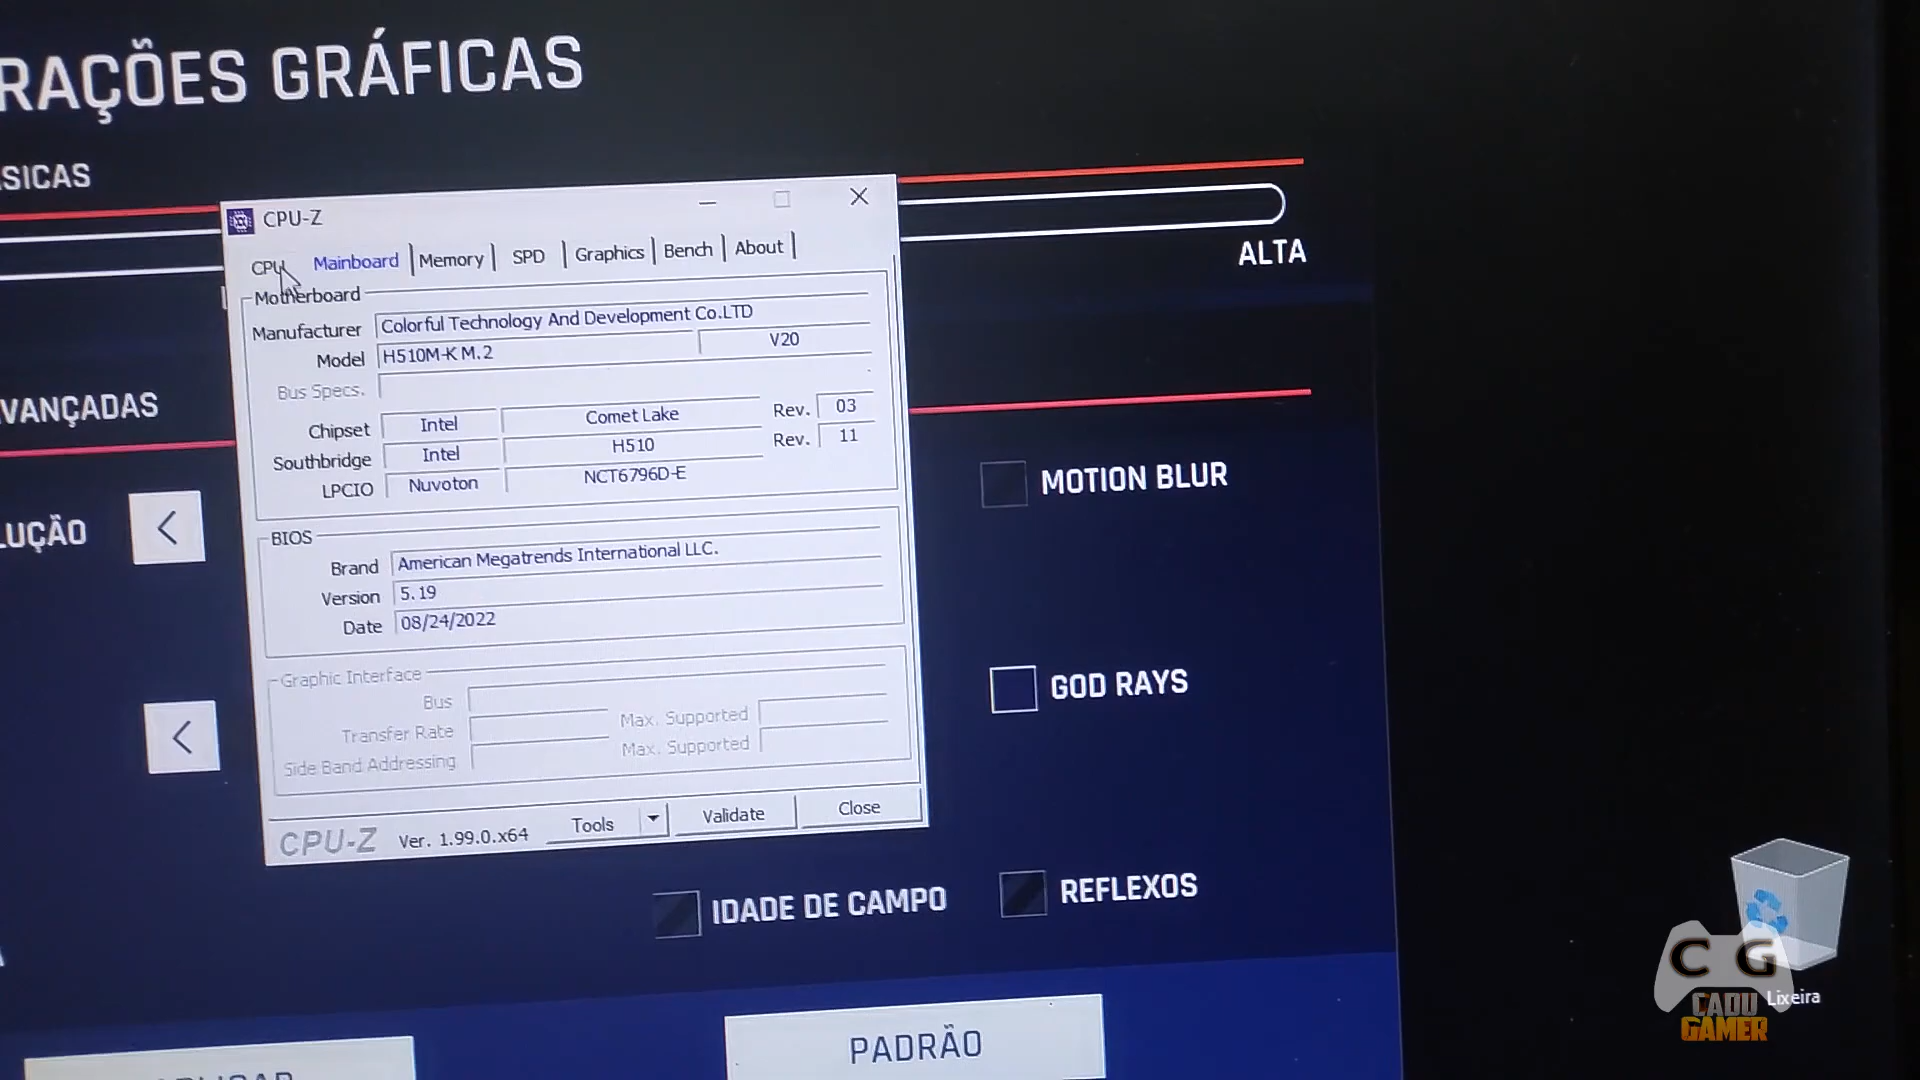 RAÇÕES GRÁFICAS
SICAS
ALTA
CPU-Z
CPU Mainboard Memory SPD Graphics Bench About
Motherboard
Manufacturer Colorful Technology And Development Co.LTD
Model H510M-K M.2 V20
Bus Specs.
Chipset Intel Comet Lake Rev. 03
Southbridge Intel H510 Rev. 11
LPCIO Nuvoton NCT6796D-E
BIOS
Brand American Megatrends International LLC.
Version 5.19
Date 08/24/2022
Graphic Interface
Bus
Transfer Rate Max. Supported
Side Band Addressing Max. Supported
CPU-Z Ver. 1.99.0.x64 Tools Validate Close
VANÇADAS
LUÇÃO
MOTION BLUR
GOD RAYS
IDADE DE CAMPO
REFLEXOS
PADRÃO
Lixeira
C G
CADU
GAMER